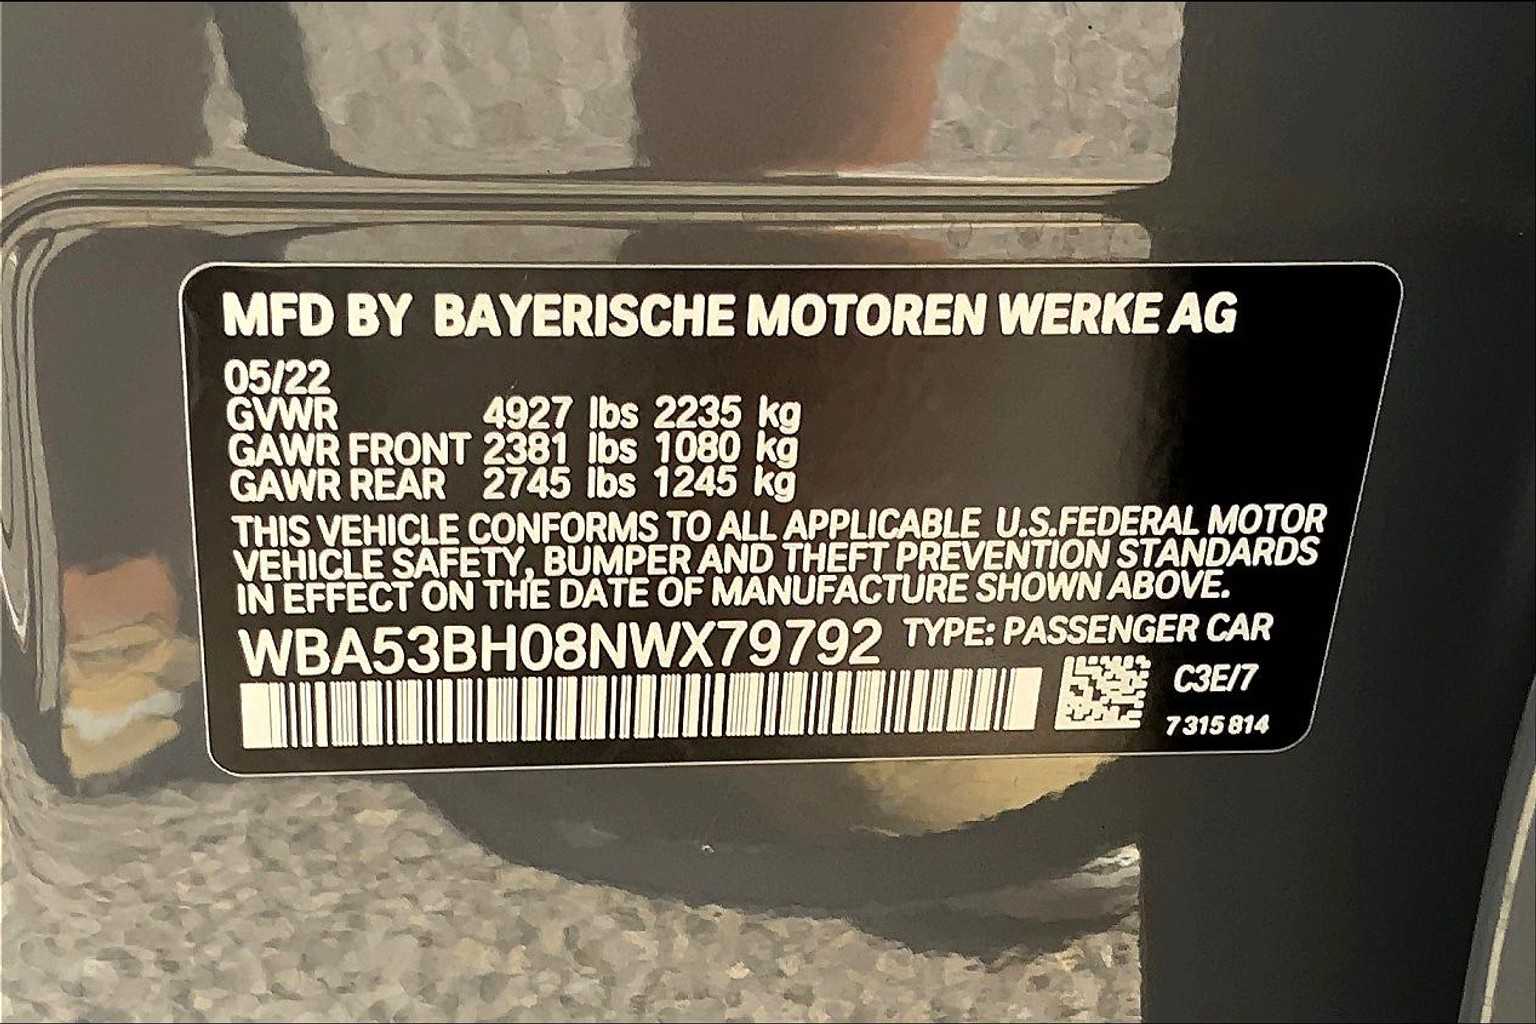 MFD BY BAYERISCHE MOTOREN WERKE AG
05/22
GVWR 4927 lbs 2235 kg
GAWR FRONT 2381 lbs 1080 kg
GAWR REAR 2745 lbs 1245 kg
THIS VEHICLE CONFORMS TO ALL APPLICABLE U.S.FEDERAL MOTOR
VEHICLE SAFETY, BUMPER AND THEFT PREVENTION STANDARDS
IN EFFECT ON THE DATE OF MANUFACTURE SHOWN ABOVE.
WBA53BH08NWX79792 TYPE: PASSENGER CAR
C3E/7
7 315 814